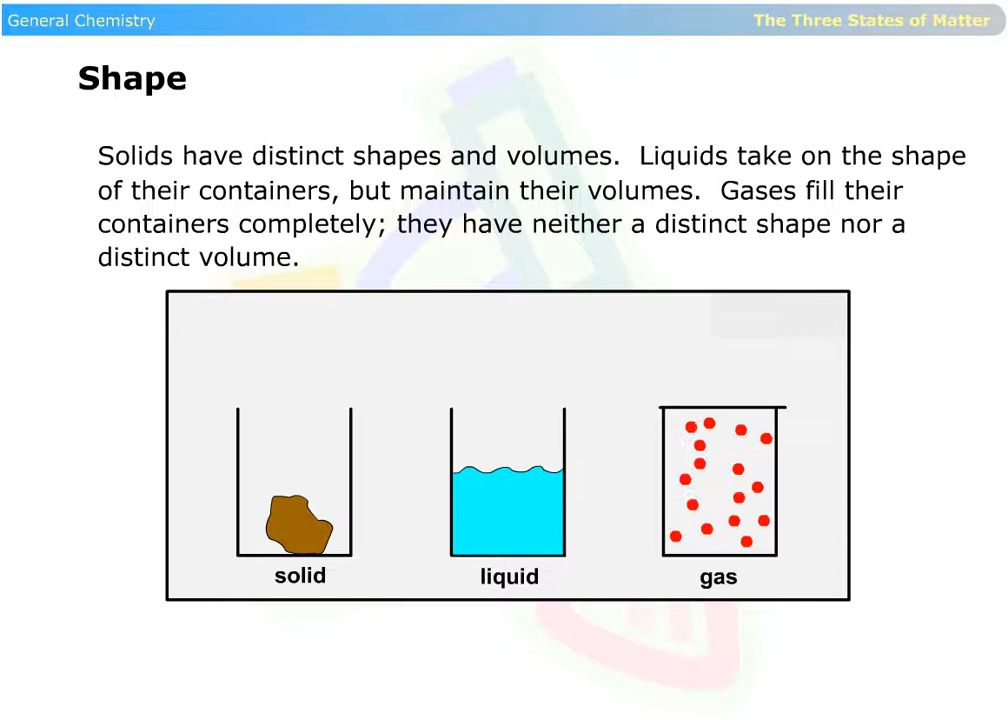 General Chemistry
The Three States of Matter
Shape
Solids have distinct shapes and volumes.  Liquids take on the shape
of their containers, but maintain their volumes.  Gases fill their
containers completely; they have neither a distinct shape nor a
distinct volume.
solid
liquid
gas